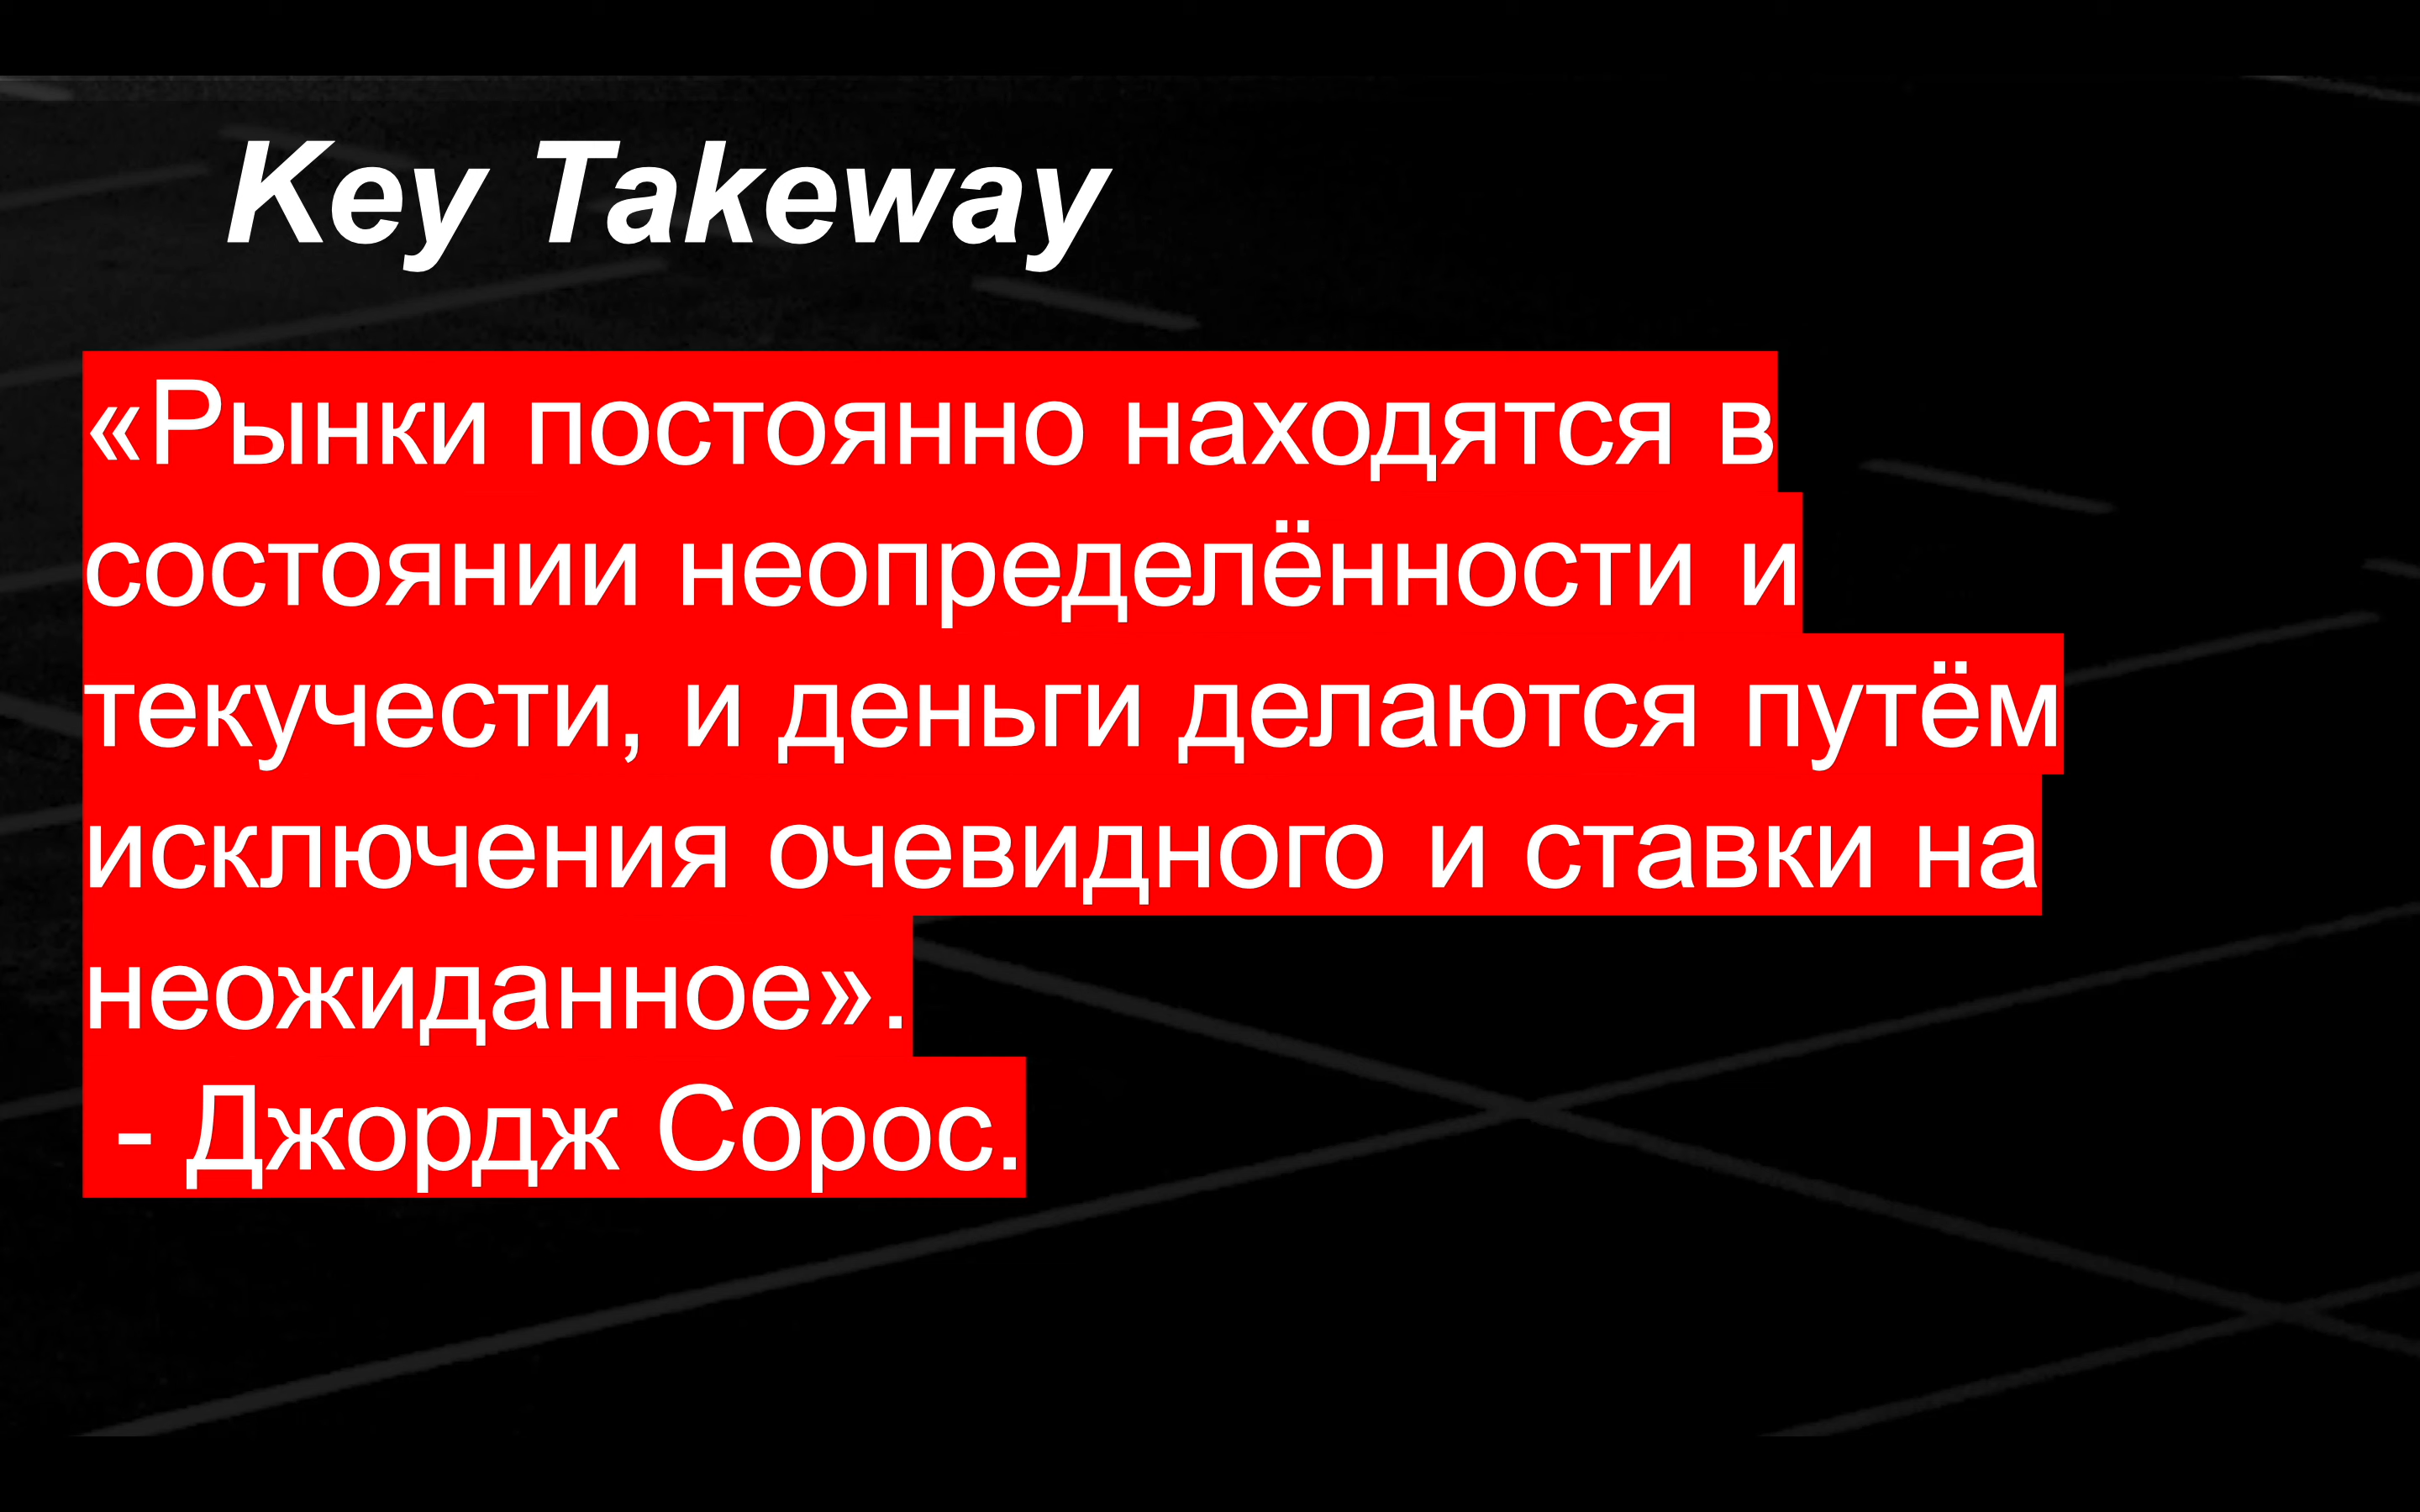 Key Takeway
«Рынки постоянно находятся в
состоянии неопределённости и
текучести, и деньги делаются путём
исключения очевидного и ставки на
неожиданное».
- Джордж Сорос.